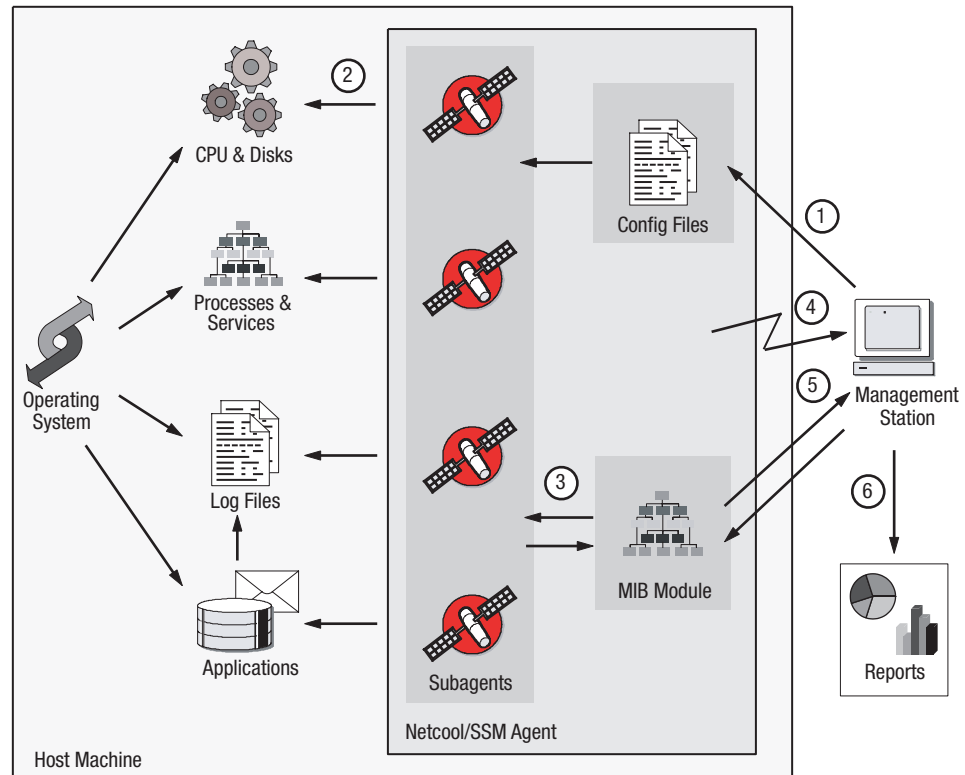 2
CPU & Disks
Config Files
1
Processes &
Services
4
Operating
System
5
Management
Station
Log Files
3
6
MIB Module
Applications
Subagents
Reports
Netcool/SSM Agent
Host Machine